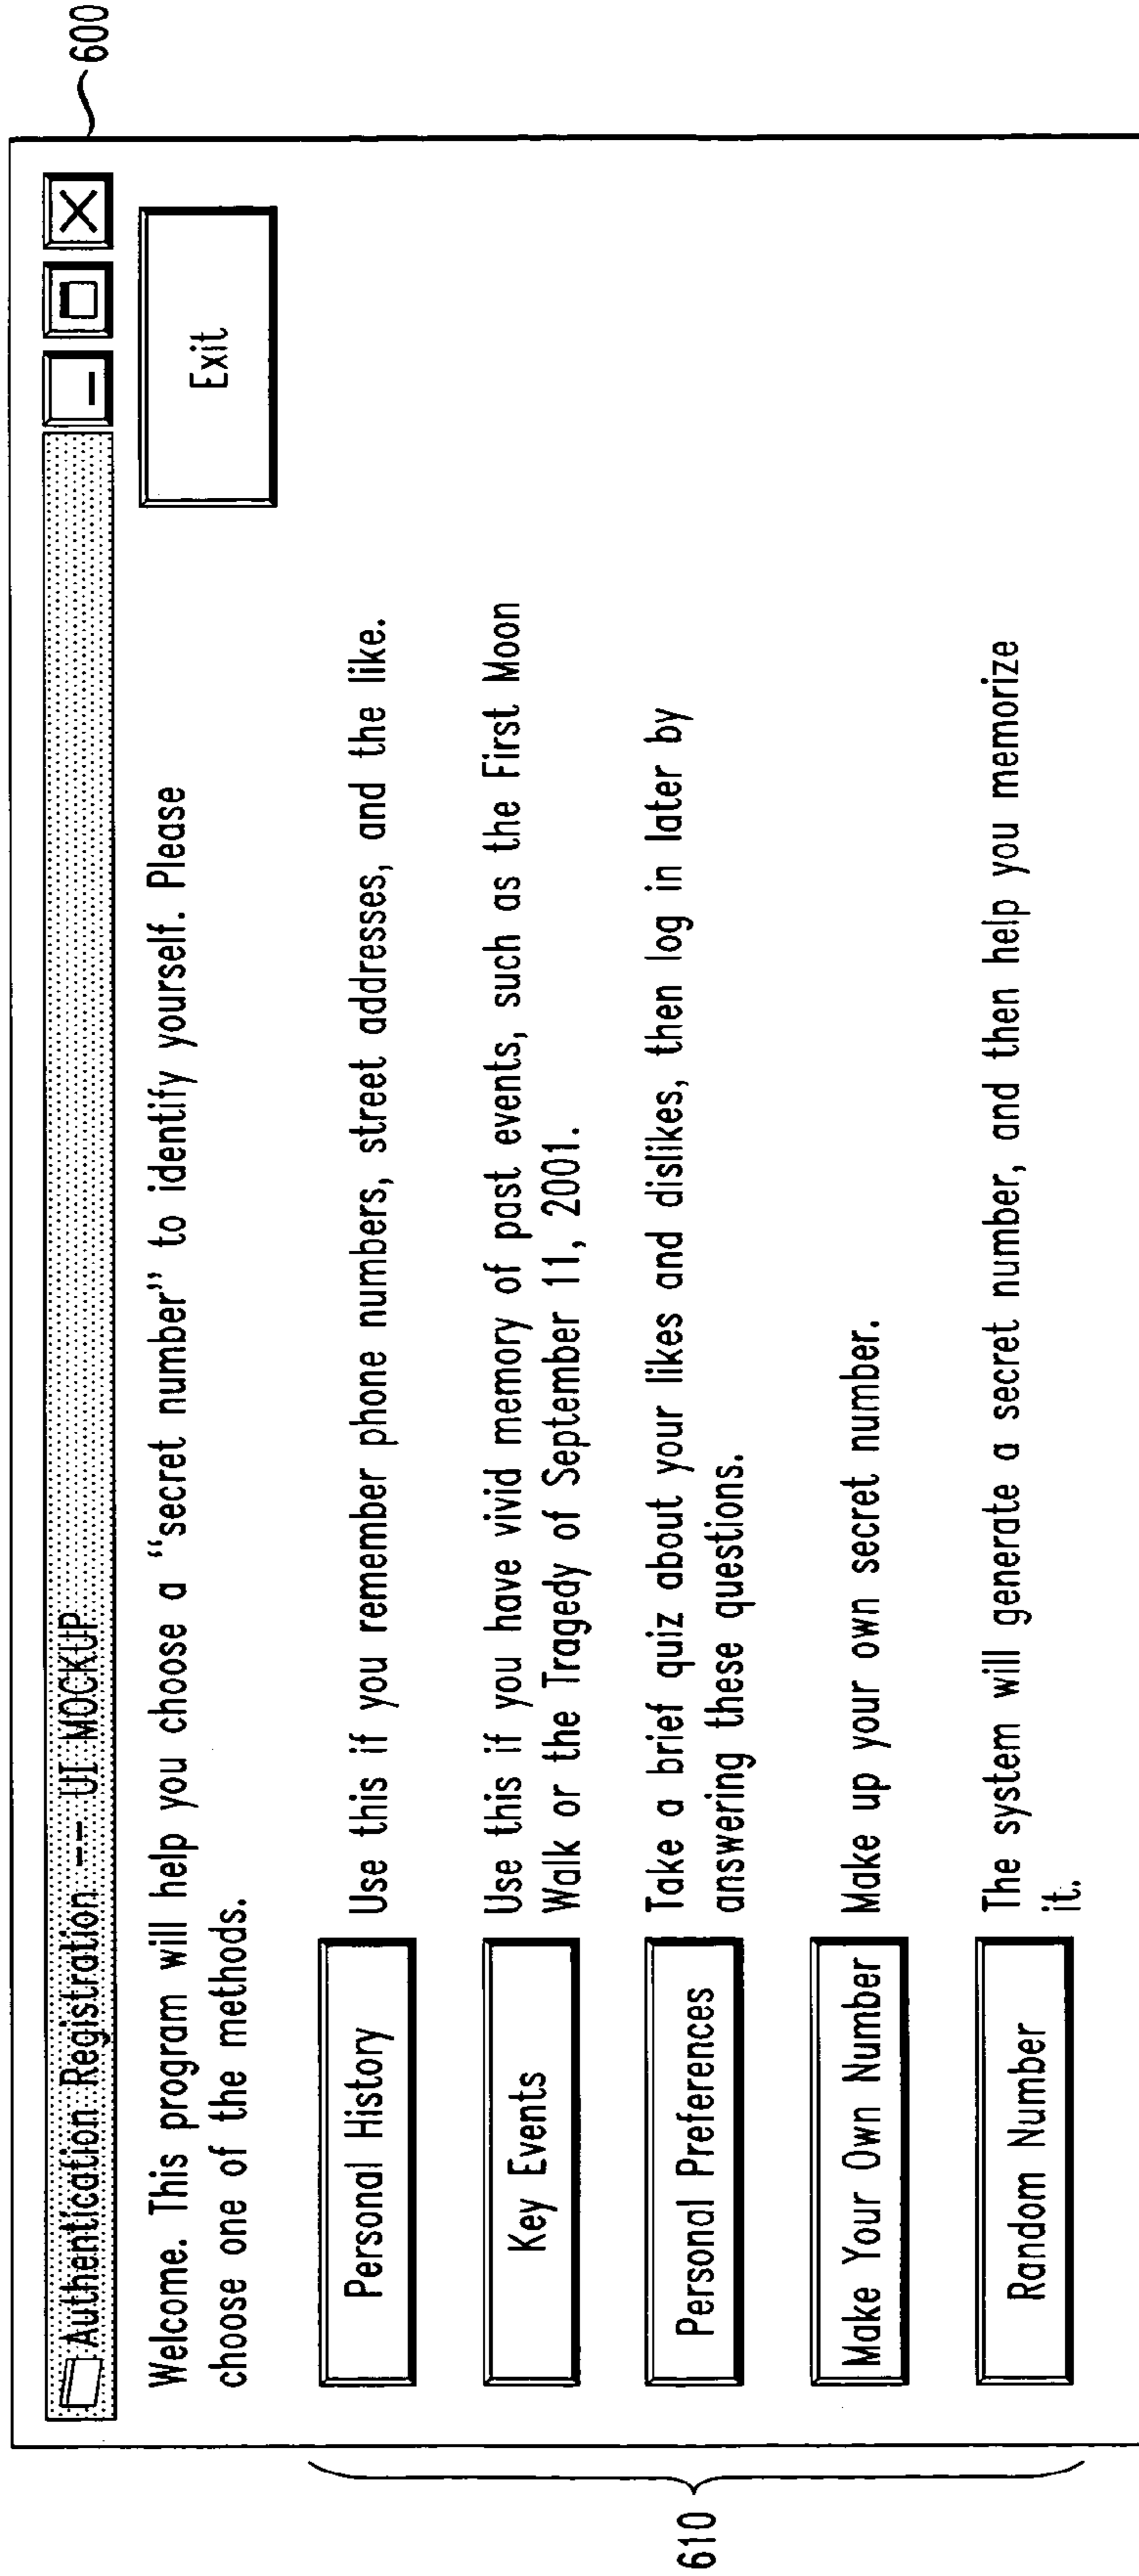 600
Authentication Registration -- UI MOCKUP
Welcome. This program will help you choose a "secret number" to identify yourself. Please
choose one of the methods.
Exit
610
Personal History
Use this if you remember phone numbers, street addresses, and the like.
Key Events
Use this if you have vivid memory of past events, such as the First Moon
Walk or the Tragedy of September 11, 2001.
Personal Preferences
Take a brief quiz about your likes and dislikes, then log in later by
answering these questions.
Make Your Own Number
Make up your own secret number.
Random Number
The system will generate a secret number, and then help you memorize
it.